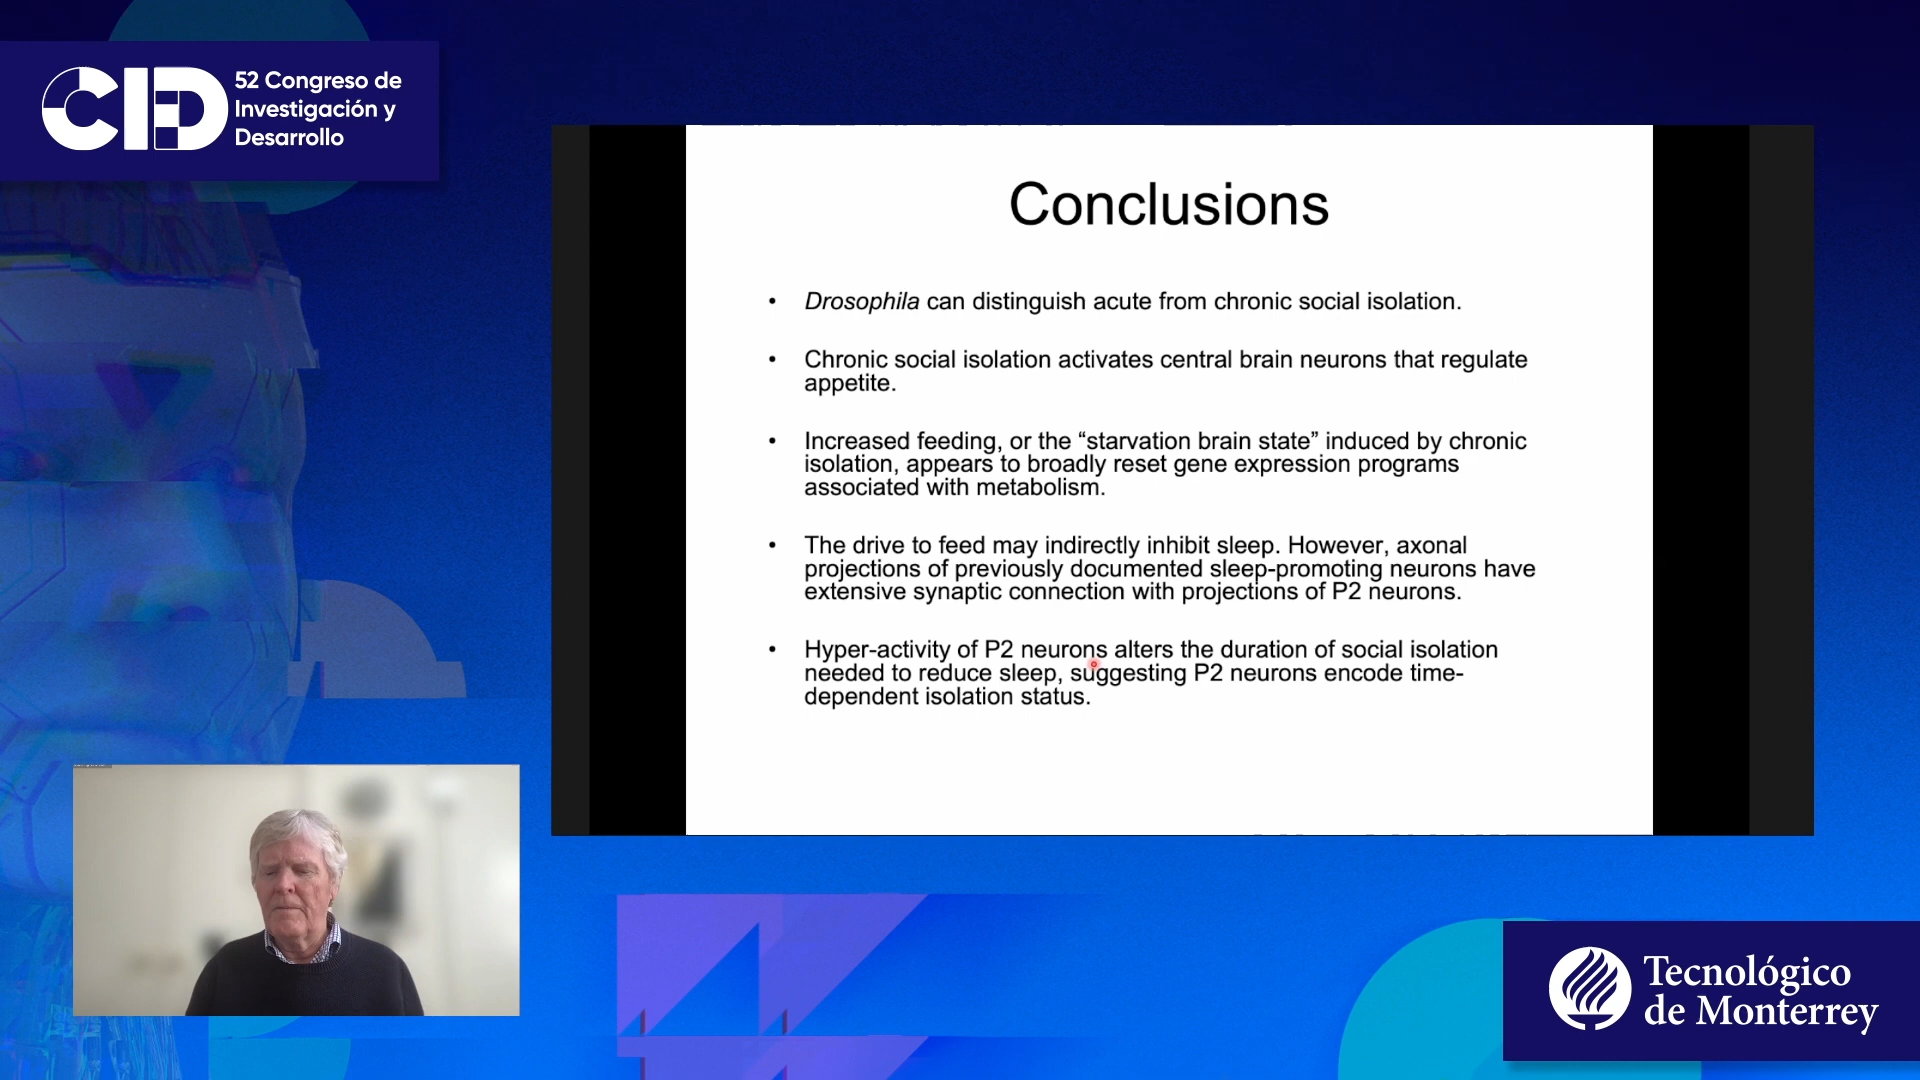 CID
52 Congreso de
Investigación y
Desarrollo
Conclusions
• Drosophila can distinguish acute from chronic social isolation.
• Chronic social isolation activates central brain neurons that regulate
appetite.
• Increased feeding, or the “starvation brain state” induced by chronic
isolation, appears to broadly reset gene expression programs
associated with metabolism.
• The drive to feed may indirectly inhibit sleep. However, axonal
projections of previously documented sleep-promoting neurons have
extensive synaptic connection with projections of P2 neurons.
• Hyper-activity of P2 neurons alters the duration of social isolation
needed to reduce sleep, suggesting P2 neurons encode time-
dependent isolation status.
Tecnológico
de Monterrey